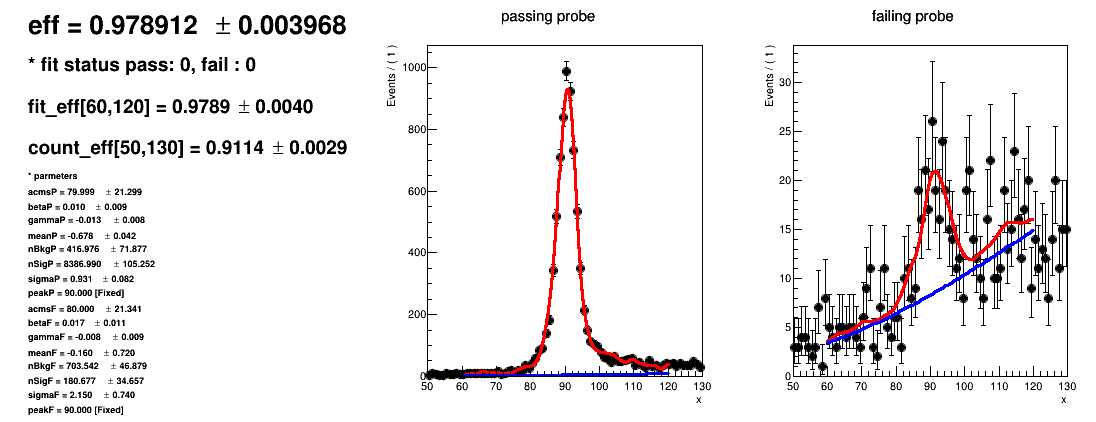 eff = 0.978912 ± 0.003968
* fit status pass: 0, fail : 0
fit_eff[60,120] = 0.9789 ± 0.0040
count_eff[50,130] = 0.9114 ± 0.0029
* parmeters
acmsP = 79.999 ± 21.299
betaP = 0.010 ± 0.009
gammaP = -0.013 ± 0.008
meanP = -0.678 ± 0.042
nBkgP = 416.976 ± 71.877
nSigP = 8386.990 ± 105.252
sigmaP = 0.931 ± 0.082
peakP = 90.000 [Fixed]
acmsF = 80.000 ± 21.341
betaF = 0.017 ± 0.011
gammaF = -0.008 ± 0.009
meanF = -0.160 ± 0.720
nBkgF = 703.542 ± 46.879
nSigF = 180.677 ± 34.657
sigmaF = 2.150 ± 0.740
peakF = 90.000 [Fixed]
passing probe
Events / ( 1 )
1000
800
600
400
200
0
50 60 70 80 90 100 110 120 130
x
failing probe
Events / ( 1 )
30
25
20
15
10
5
0
50 60 70 80 90 100 110 120 130
x